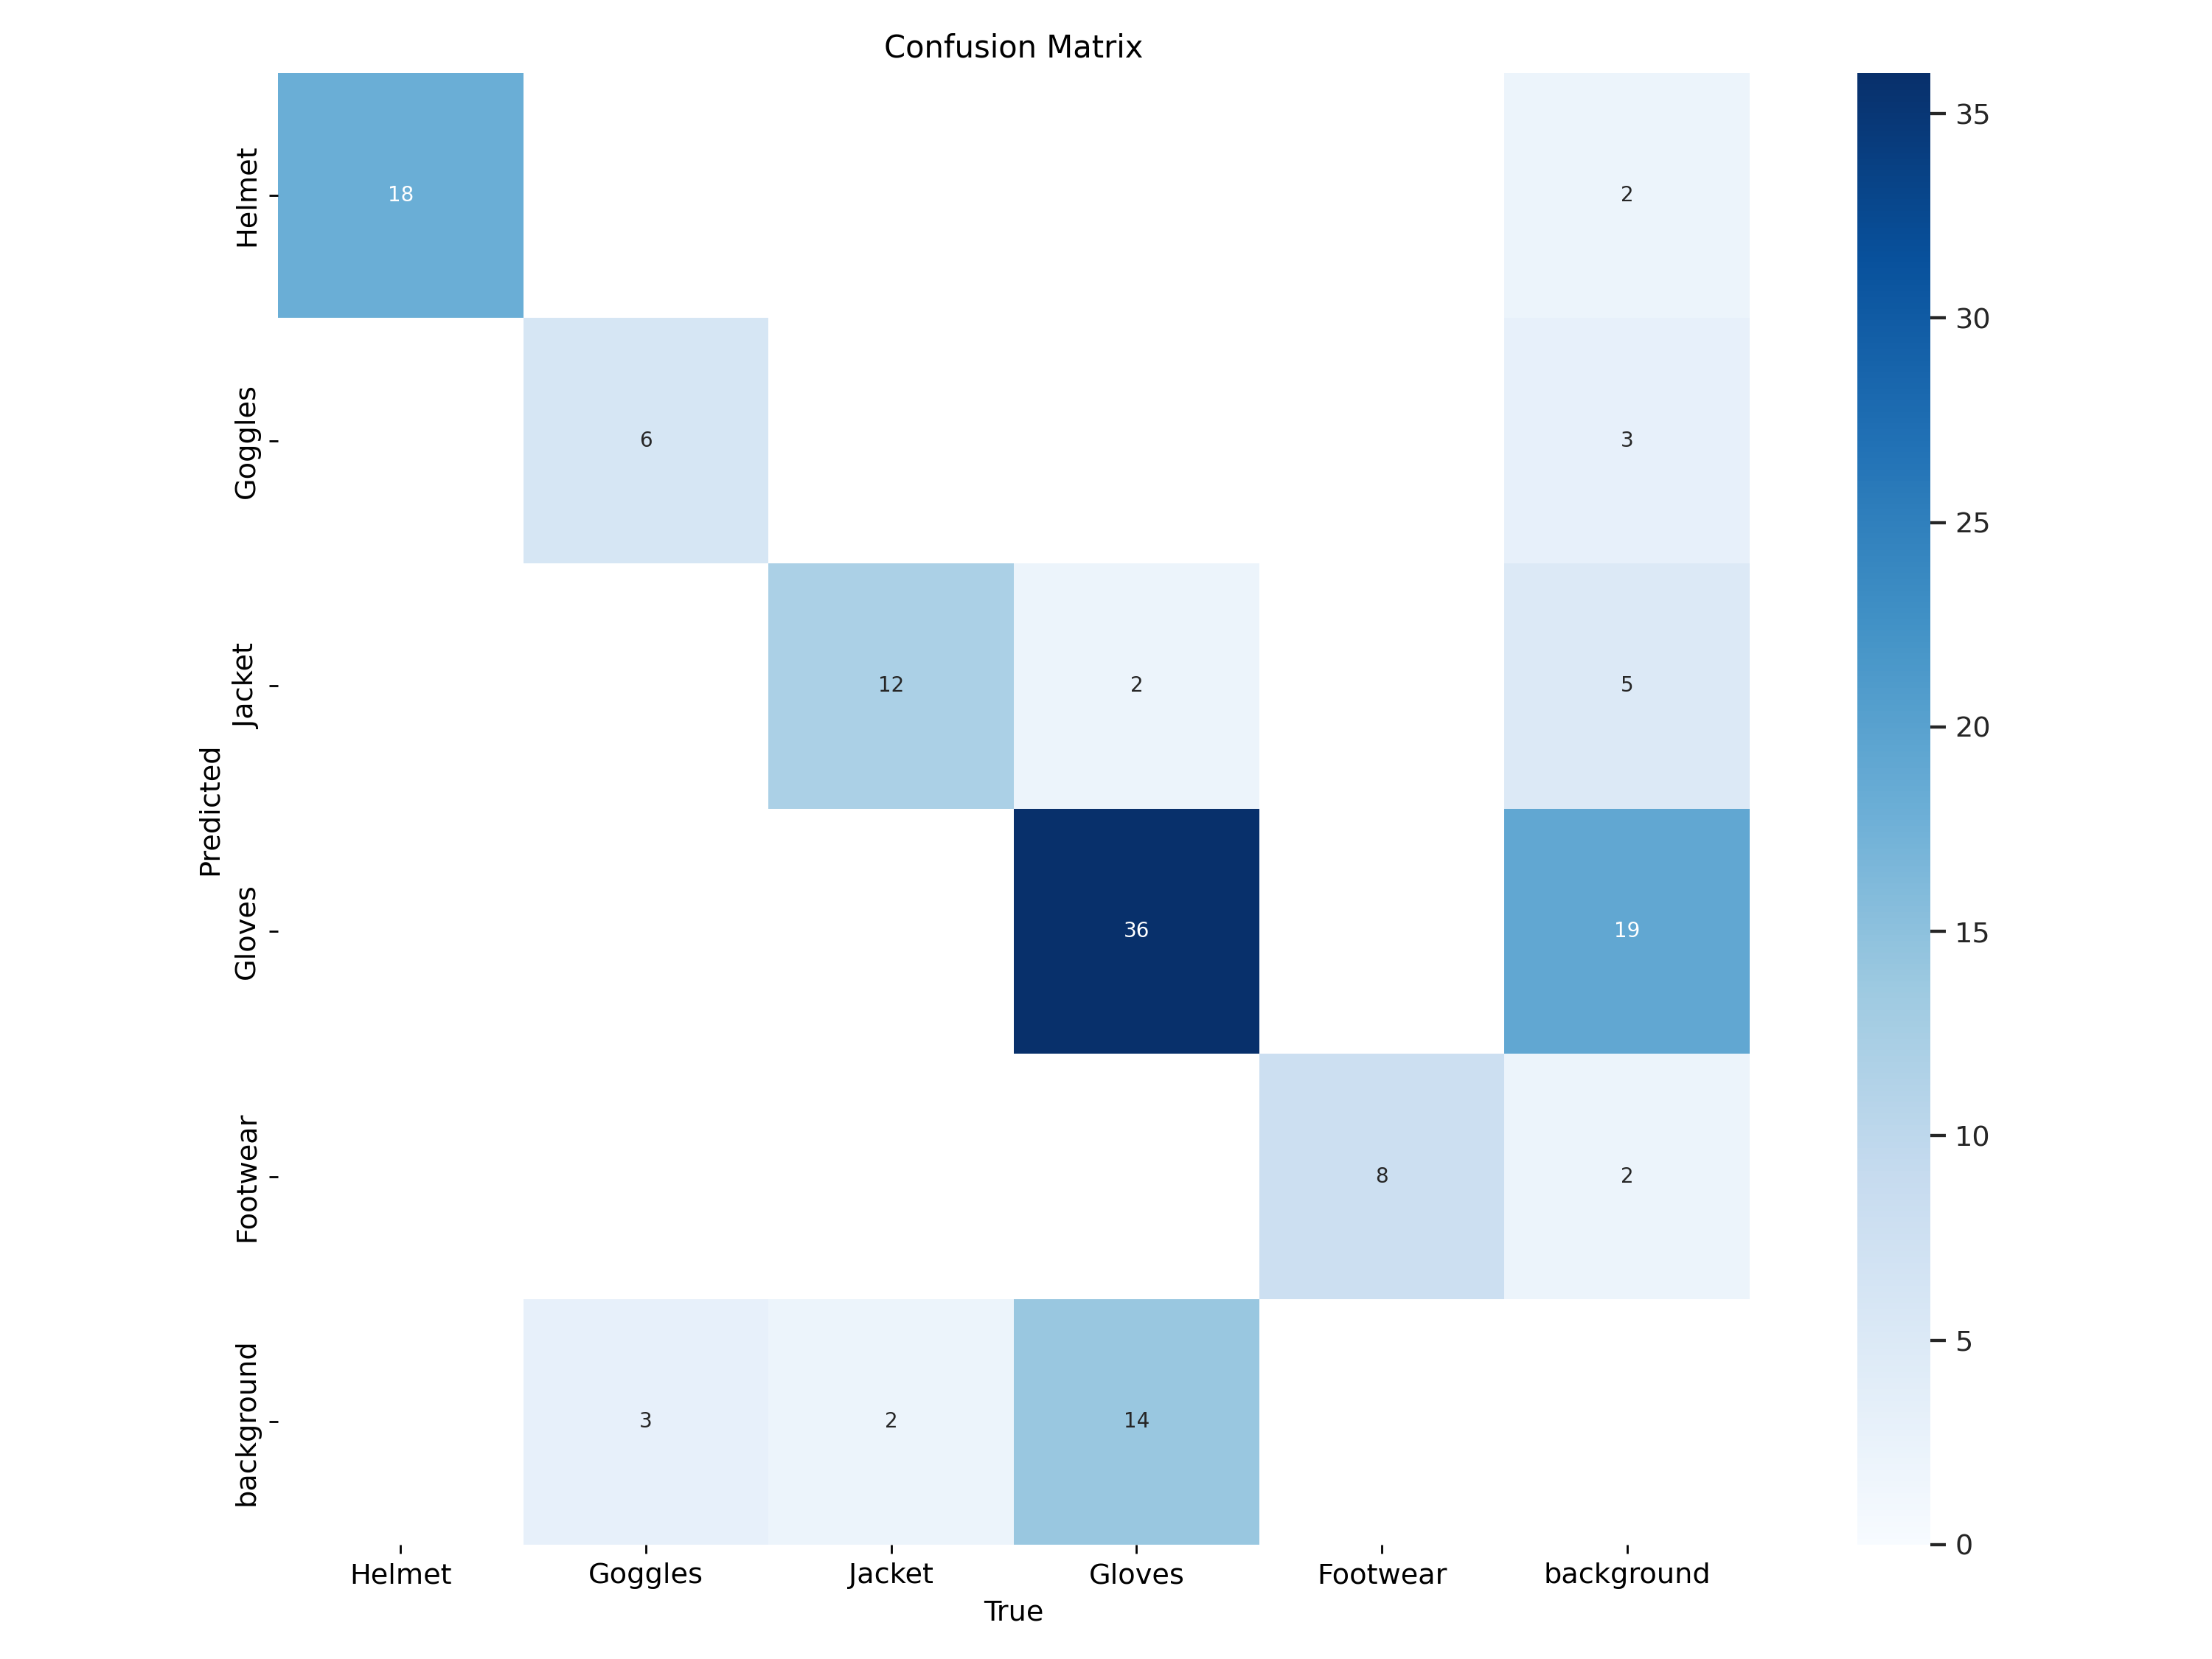 Confusion Matrix
Helmet
18
2
35
30
Goggles
6
3
25
Jacket
12
2
5
20
Predicted
Gloves
36
19
15
10
Footwear
8
2
5
background
3
2
14
0
Helmet Goggles Jacket Gloves Footwear background
True